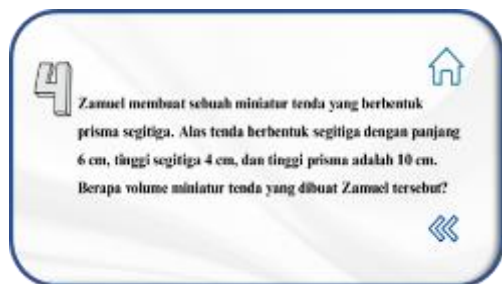 4
Zamuel membuat sebuah miniatur tenda yang berbentuk
prisma segitiga. Alas tenda berbentuk segitiga dengan panjang
6 cm, tinggi segitiga 4 cm, dan tinggi prisma adalah 10 cm.
Berapa volume miniatur tenda yang dibuat Zamuel tersebut?